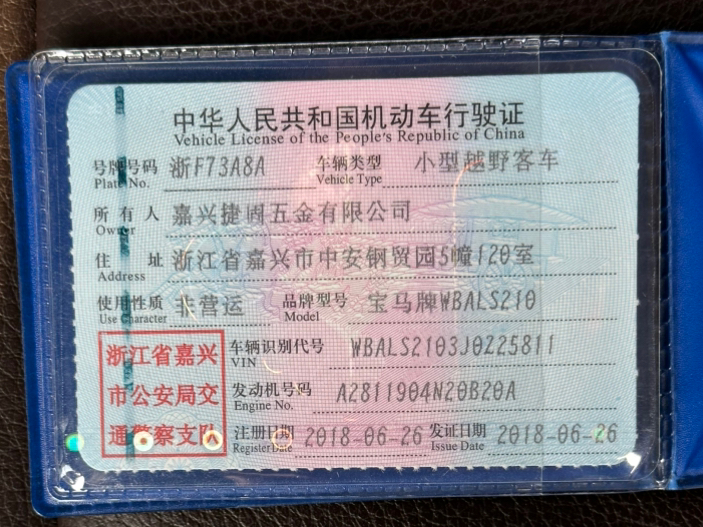 中华人民共和国机动车行驶证
Vehicle License of the People's Republic of China
号牌号码 浙F73A8A 车辆类型 小型越野客车
Plate No. Vehicle Type
所有人 嘉兴捷固五金有限公司
Owner
住址 浙江省嘉兴市中安钢贸园5幢120室
Address
使用性质 非营运 品牌型号 宝马牌WBALS210
Use Character Model
浙江省嘉兴
市公安局交
通警察支队
车辆识别代号 WBALS2103J0Z25811
VIN
发动机号码 A2811904N20B20A
Engine No.
注册日期 2018-06-26 发证日期 2018-06-26
Register Date Issue Date